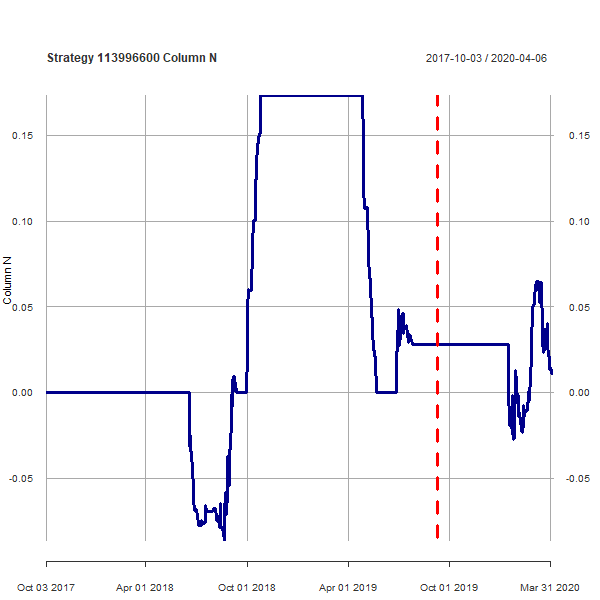 Strategy 113996600 Column N
2017-10-03 / 2020-04-06
Column N
0.15
0.15
0.10
0.10
0.05
0.05
0.00
0.00
-0.05
-0.05
Oct 03 2017
Apr 01 2018
Oct 01 2018
Apr 01 2019
Oct 01 2019
Mar 31 2020